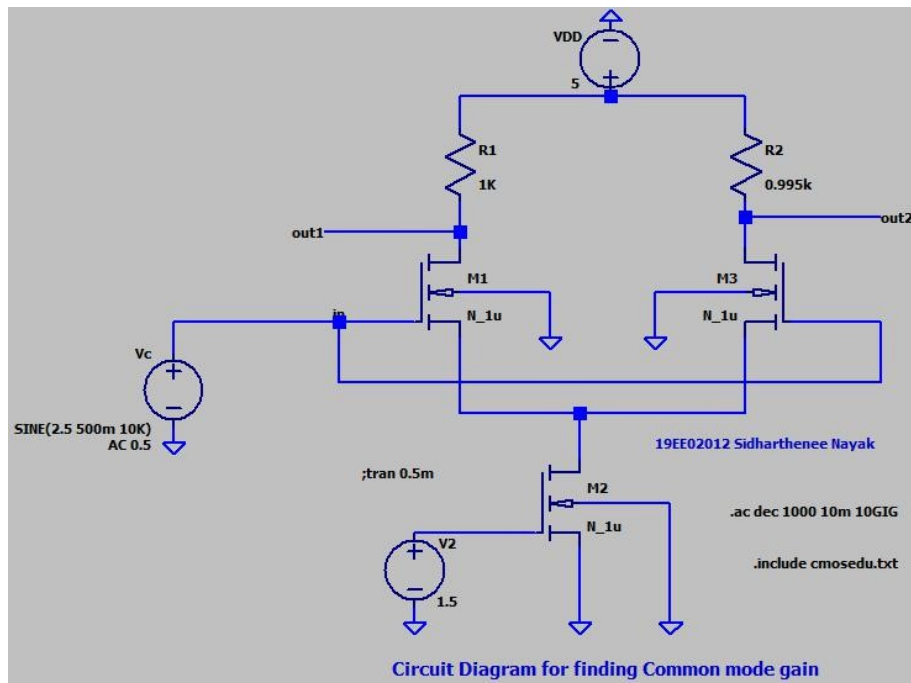 VDD
5
R1
1K
R2
0.995k
out1
out2
M1
N_1u
M3
N_1u
in
Vc
SINE(2.5 500m 10K)
AC 0.5
19EE02012 Sidharthenee Nayak
;tran 0.5m
M2
N_1u
.ac dec 1000 10m 10GIG
V2
1.5
.include cmosedu.txt
Circuit Diagram for finding Common mode gain